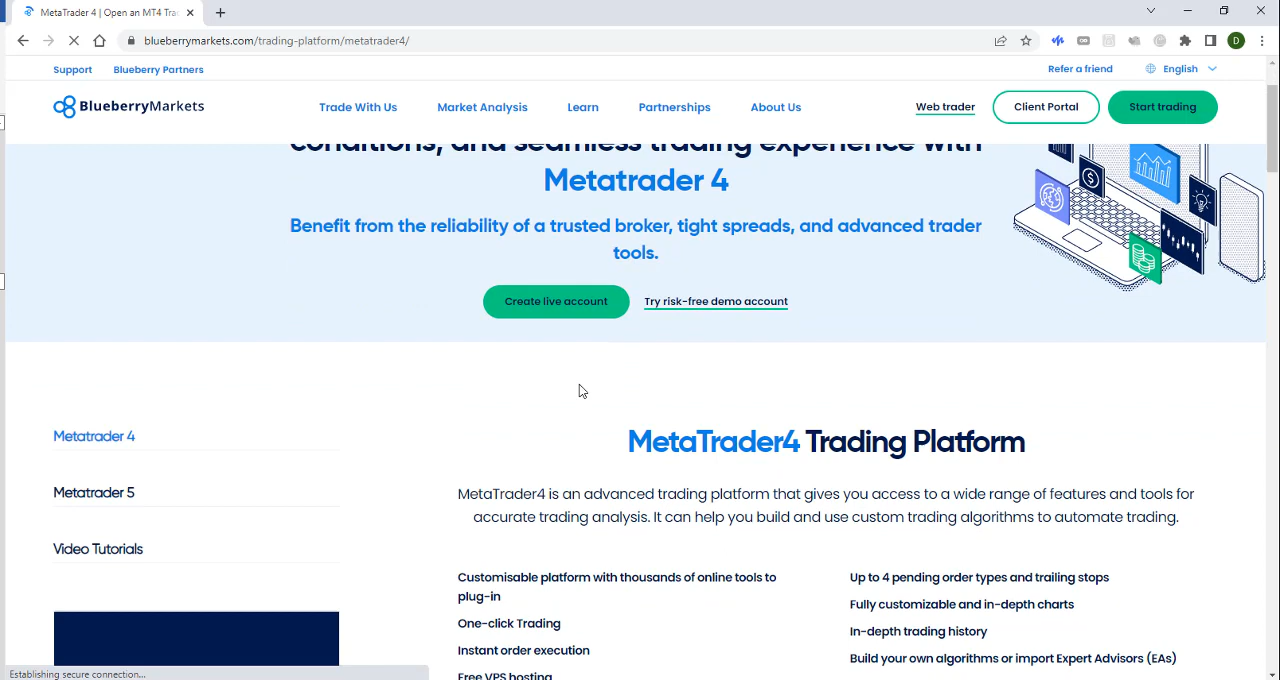 MetaTrader 4 | Open an MT4 Tra
blueberrymarkets.com/trading-platform/metatrader4/
Support
Blueberry Partners
Refer a friend
English
BlueberryMarkets
Trade With Us
Market Analysis
Learn
Partnerships
About Us
Web trader
Client Portal
Start trading
conditions, and seamless trading experience with
Metatrader 4
Benefit from the reliability of a trusted broker, tight spreads, and advanced trader
tools.
Create live account
Try risk-free demo account
Metatrader 4
Metatrader 5
Video Tutorials
MetaTrader4 Trading Platform
MetaTrader4 is an advanced trading platform that gives you access to a wide range of features and tools for
accurate trading analysis. It can help you build and use custom trading algorithms to automate trading.
Customisable platform with thousands of online tools to
plug-in
One-click Trading
Instant order execution
Free VPS hosting
Up to 4 pending order types and trailing stops
Fully customizable and in-depth charts
In-depth trading history
Build your own algorithms or import Expert Advisors (EAs)
Establishing secure connection...
D